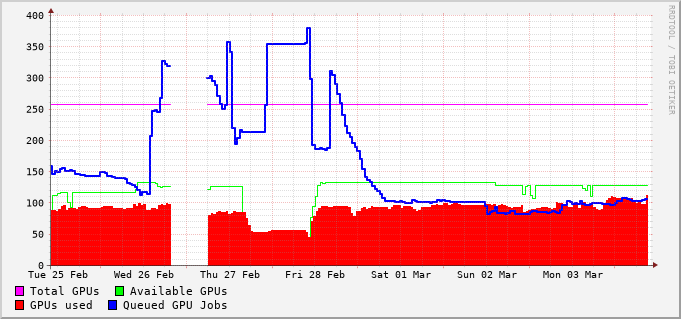 400
350
300
250
200
150
100
50
0
Tue 25 Feb Wed 26 Feb Thu 27 Feb Fri 28 Feb Sat 01 Mar Sun 02 Mar Mon 03 Mar
Total GPUs Available GPUs
GPUs used Queued GPU Jobs
RRDTOOL / TOBI OETIKER